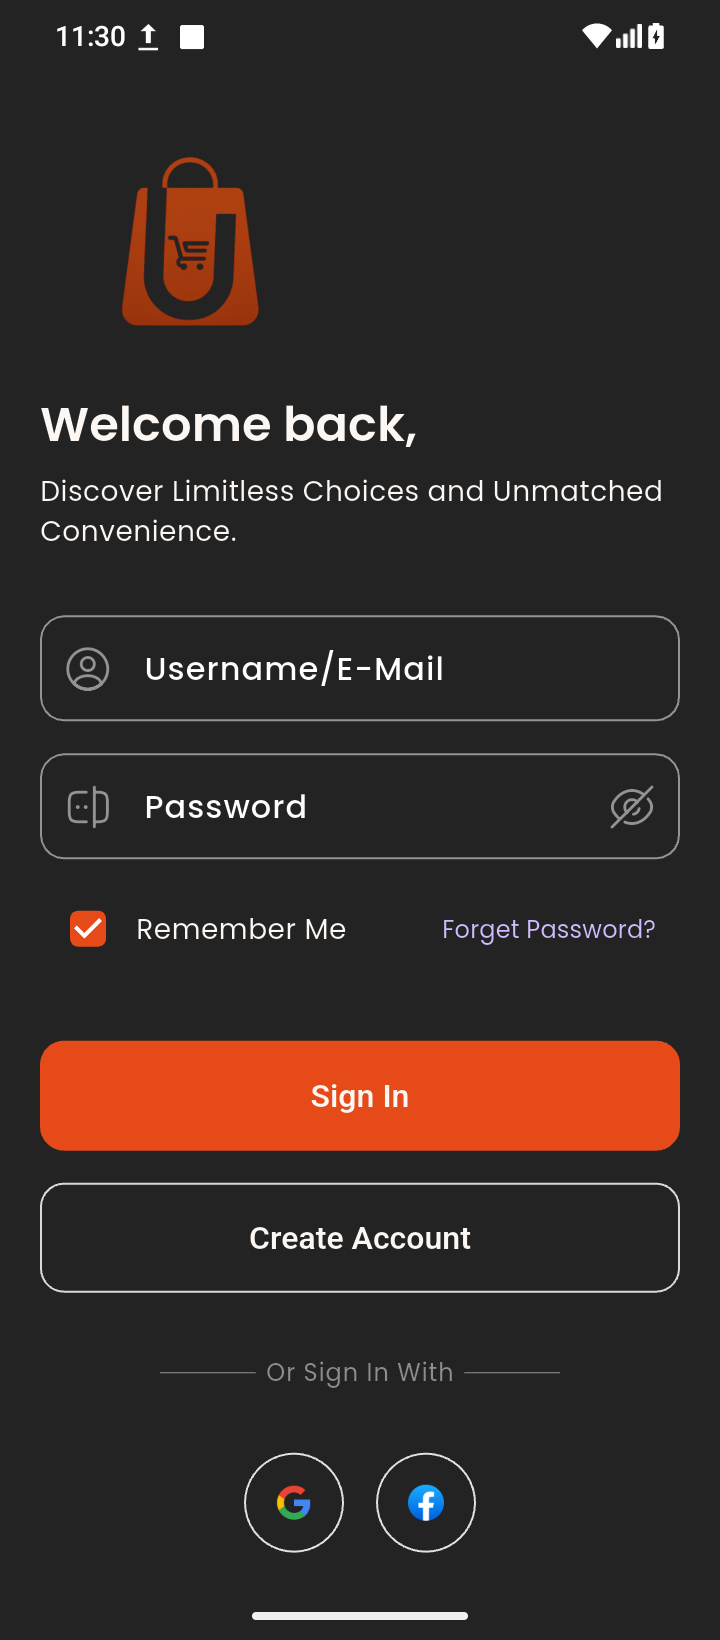 11:30
Welcome back,
Discover Limitless Choices and Unmatched
Convenience.
Username/E-Mail
Password
Remember Me
Forget Password?
Sign In
Create Account
Or Sign In With